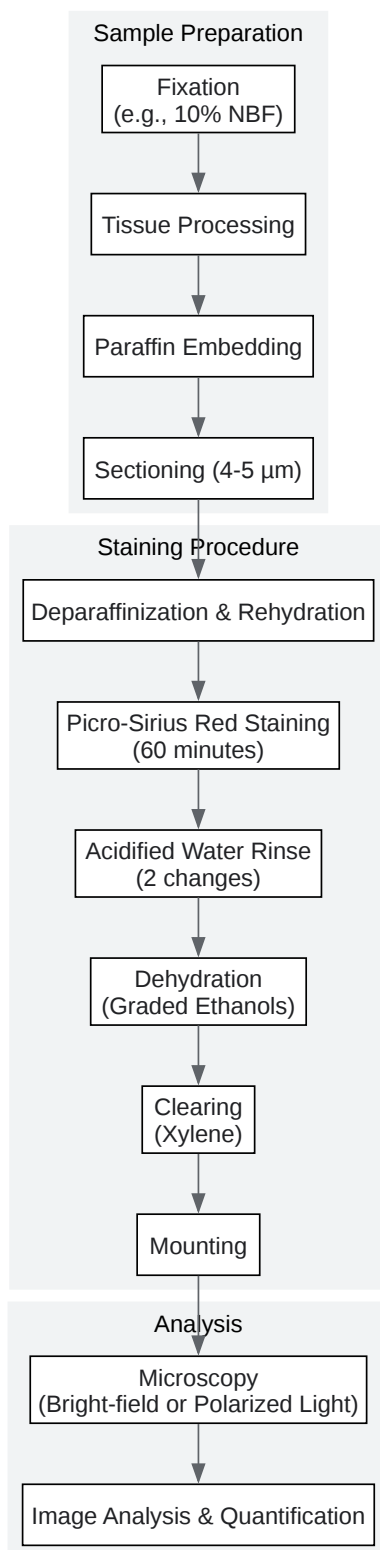 Sample Preparation
Fixation
(e.g., 10% NBF)
Tissue Processing
Paraffin Embedding
Sectioning (4-5 µm)
Staining Procedure
Deparaffinization & Rehydration
Picro-Sirius Red Staining
(60 minutes)
Acidified Water Rinse
(2 changes)
Dehydration
(Graded Ethanols)
Clearing
(Xylene)
Mounting
Analysis
Microscopy
(Bright-field or Polarized Light)
Image Analysis & Quantification